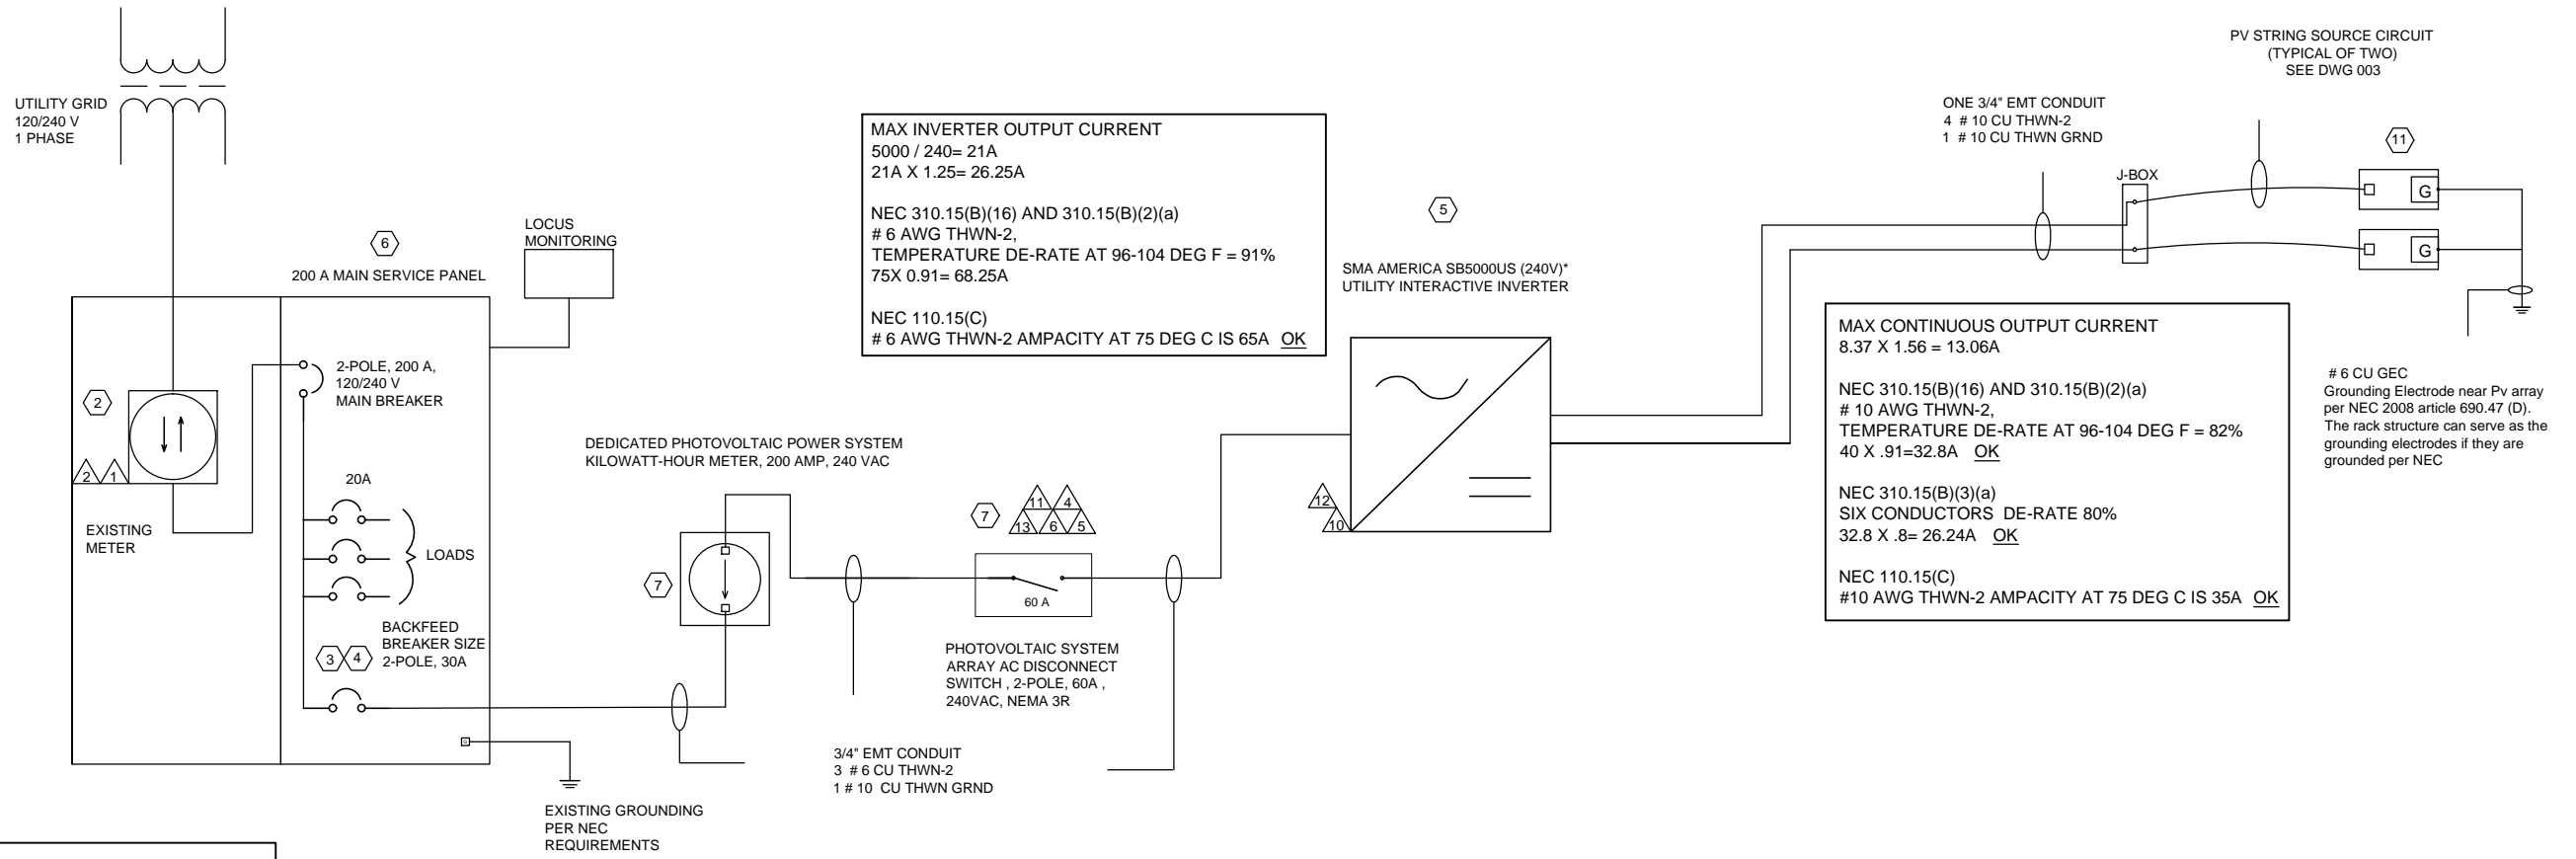 UTILITY GRID
120/240 V
1 PHASE
6
200 A MAIN SERVICE PANEL
LOCUS
MONITORING
2
2 1
EXISTING
METER
2-POLE, 200 A,
120/240 V
MAIN BREAKER
20A
LOADS
BACKFEED
BREAKER SIZE
2-POLE, 30A
3 4
EXISTING GROUNDING
PER NEC
REQUIREMENTS
DEDICATED PHOTOVOLTAIC POWER SYSTEM
KILOWATT-HOUR METER, 200 AMP, 240 VAC
7
3/4" EMT CONDUIT
3 # 6 CU THWN-2
1 # 10 CU THWN GRND
7
11 4
13 6 5
60 A
PHOTOVOLTAIC SYSTEM
ARRAY AC DISCONNECT
SWITCH , 2-POLE, 60A ,
240VAC, NEMA 3R
MAX INVERTER OUTPUT CURRENT
5000 / 240= 21A
21A X 1.25= 26.25A
NEC 310.15(B)(16) AND 310.15(B)(2)(a)
# 6 AWG THWN-2,
TEMPERATURE DE-RATE AT 96-104 DEG F = 91%
75X 0.91= 68.25A
NEC 110.15(C)
# 6 AWG THWN-2 AMPACITY AT 75 DEG C IS 65A OK
5
SMA AMERICA SB5000US (240V)*
UTILITY INTERACTIVE INVERTER
12
10
ONE 3/4" EMT CONDUIT
4 # 10 CU THWN-2
1 # 10 CU THWN GRND
J-BOX
PV STRING SOURCE CIRCUIT
(TYPICAL OF TWO)
SEE DWG 003
11
G
G
MAX CONTINUOUS OUTPUT CURRENT
8.37 X 1.56 = 13.06A
NEC 310.15(B)(16) AND 310.15(B)(2)(a)
# 10 AWG THWN-2,
TEMPERATURE DE-RATE AT 96-104 DEG F = 82%
40 X .91=32.8A OK
NEC 310.15(B)(3)(a)
SIX CONDUCTORS DE-RATE 80%
32.8 X .8= 26.24A OK
NEC 110.15(C)
#10 AWG THWN-2 AMPACITY AT 75 DEG C IS 35A OK
# 6 CU GEC
Grounding Electrode near Pv array
per NEC 2008 article 690.47 (D).
The rack structure can serve as the
grounding electrodes if they are
grounded per NEC